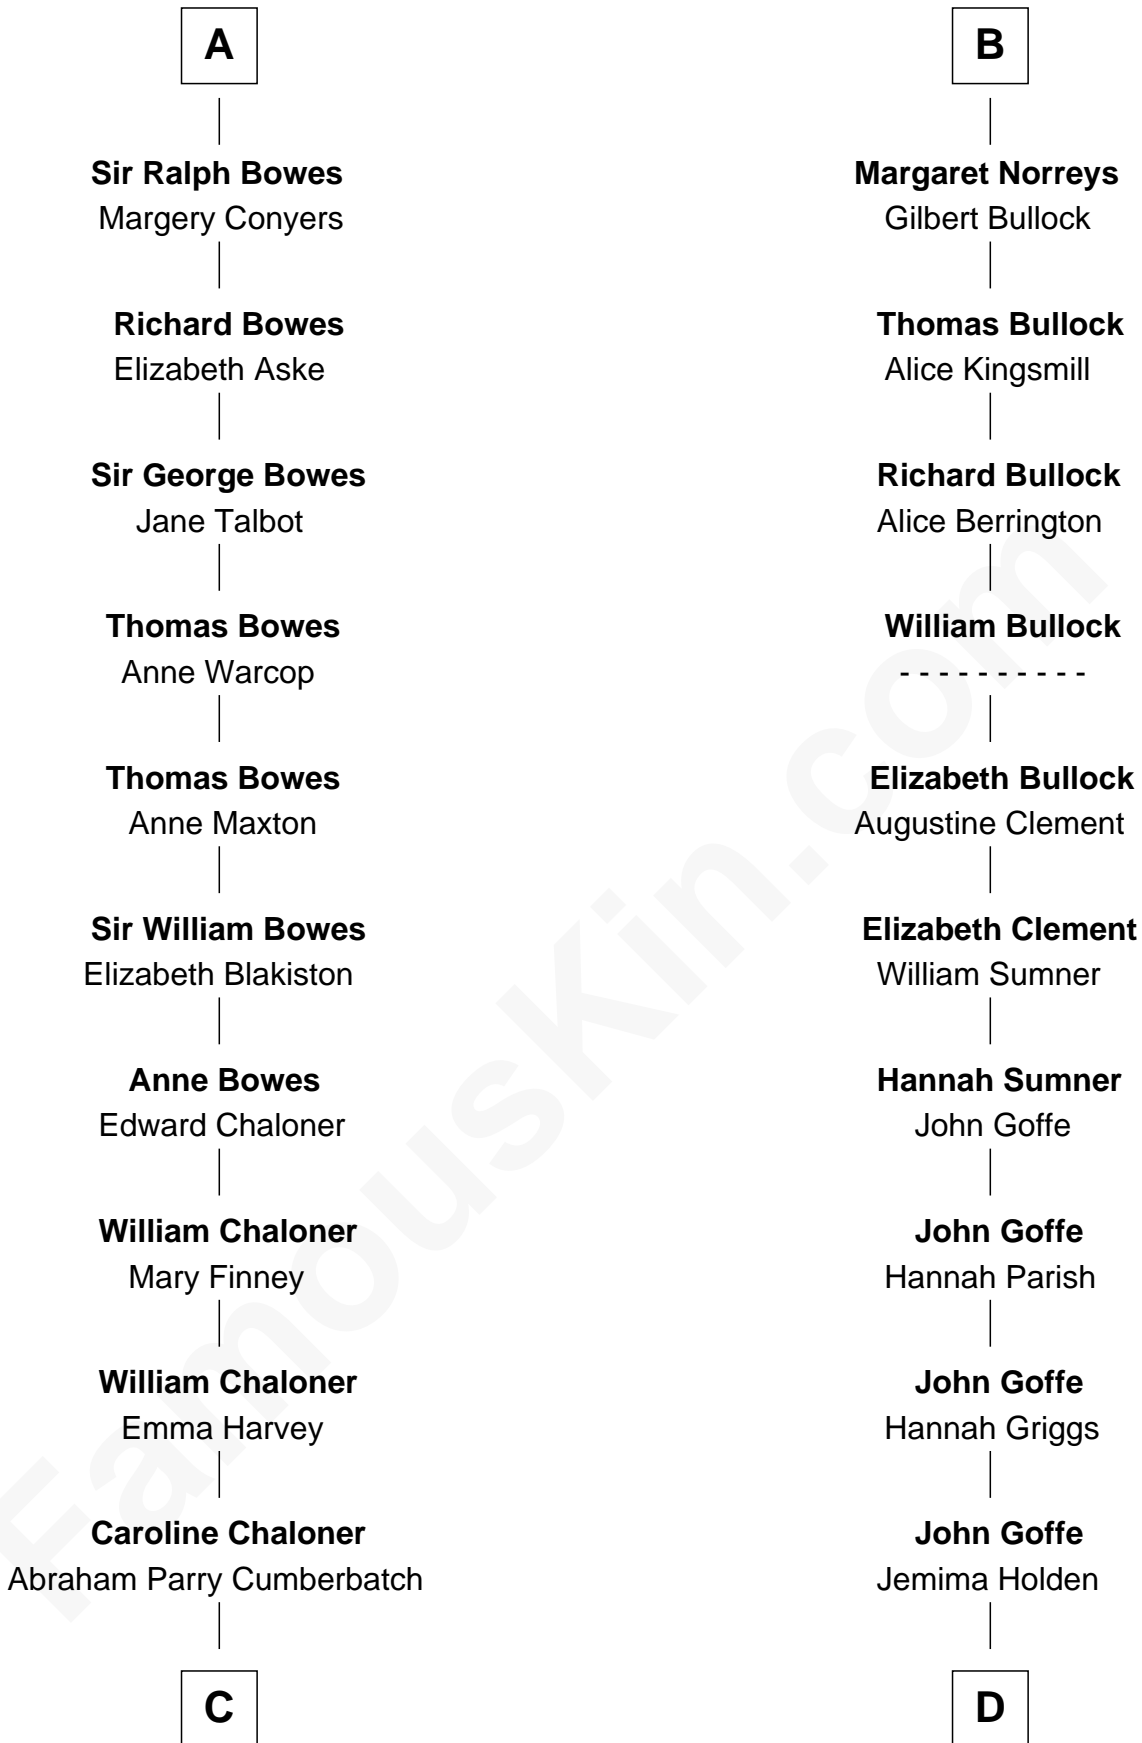 A
Sir Ralph Bowes
Margery Conyers
Richard Bowes
Elizabeth Aske
Sir George Bowes
Jane Talbot
Thomas Bowes
Anne Warcop
Thomas Bowes
Anne Maxton
Sir William Bowes
Elizabeth Blakiston
Anne Bowes
Edward Chaloner
William Chaloner
Mary Finney
William Chaloner
Emma Harvey
Caroline Chaloner
Abraham Parry Cumberbatch
C
B
Margaret Norreys
Gilbert Bullock
Thomas Bullock
Alice Kingsmill
Richard Bullock
Alice Berrington
William Bullock
- - - - - - - - - -
Elizabeth Bullock
Augustine Clement
Elizabeth Clement
William Sumner
Hannah Sumner
John Goffe
John Goffe
Hannah Parish
John Goffe
Hannah Griggs
John Goffe
Jemima Holden
D
FamousKin.com